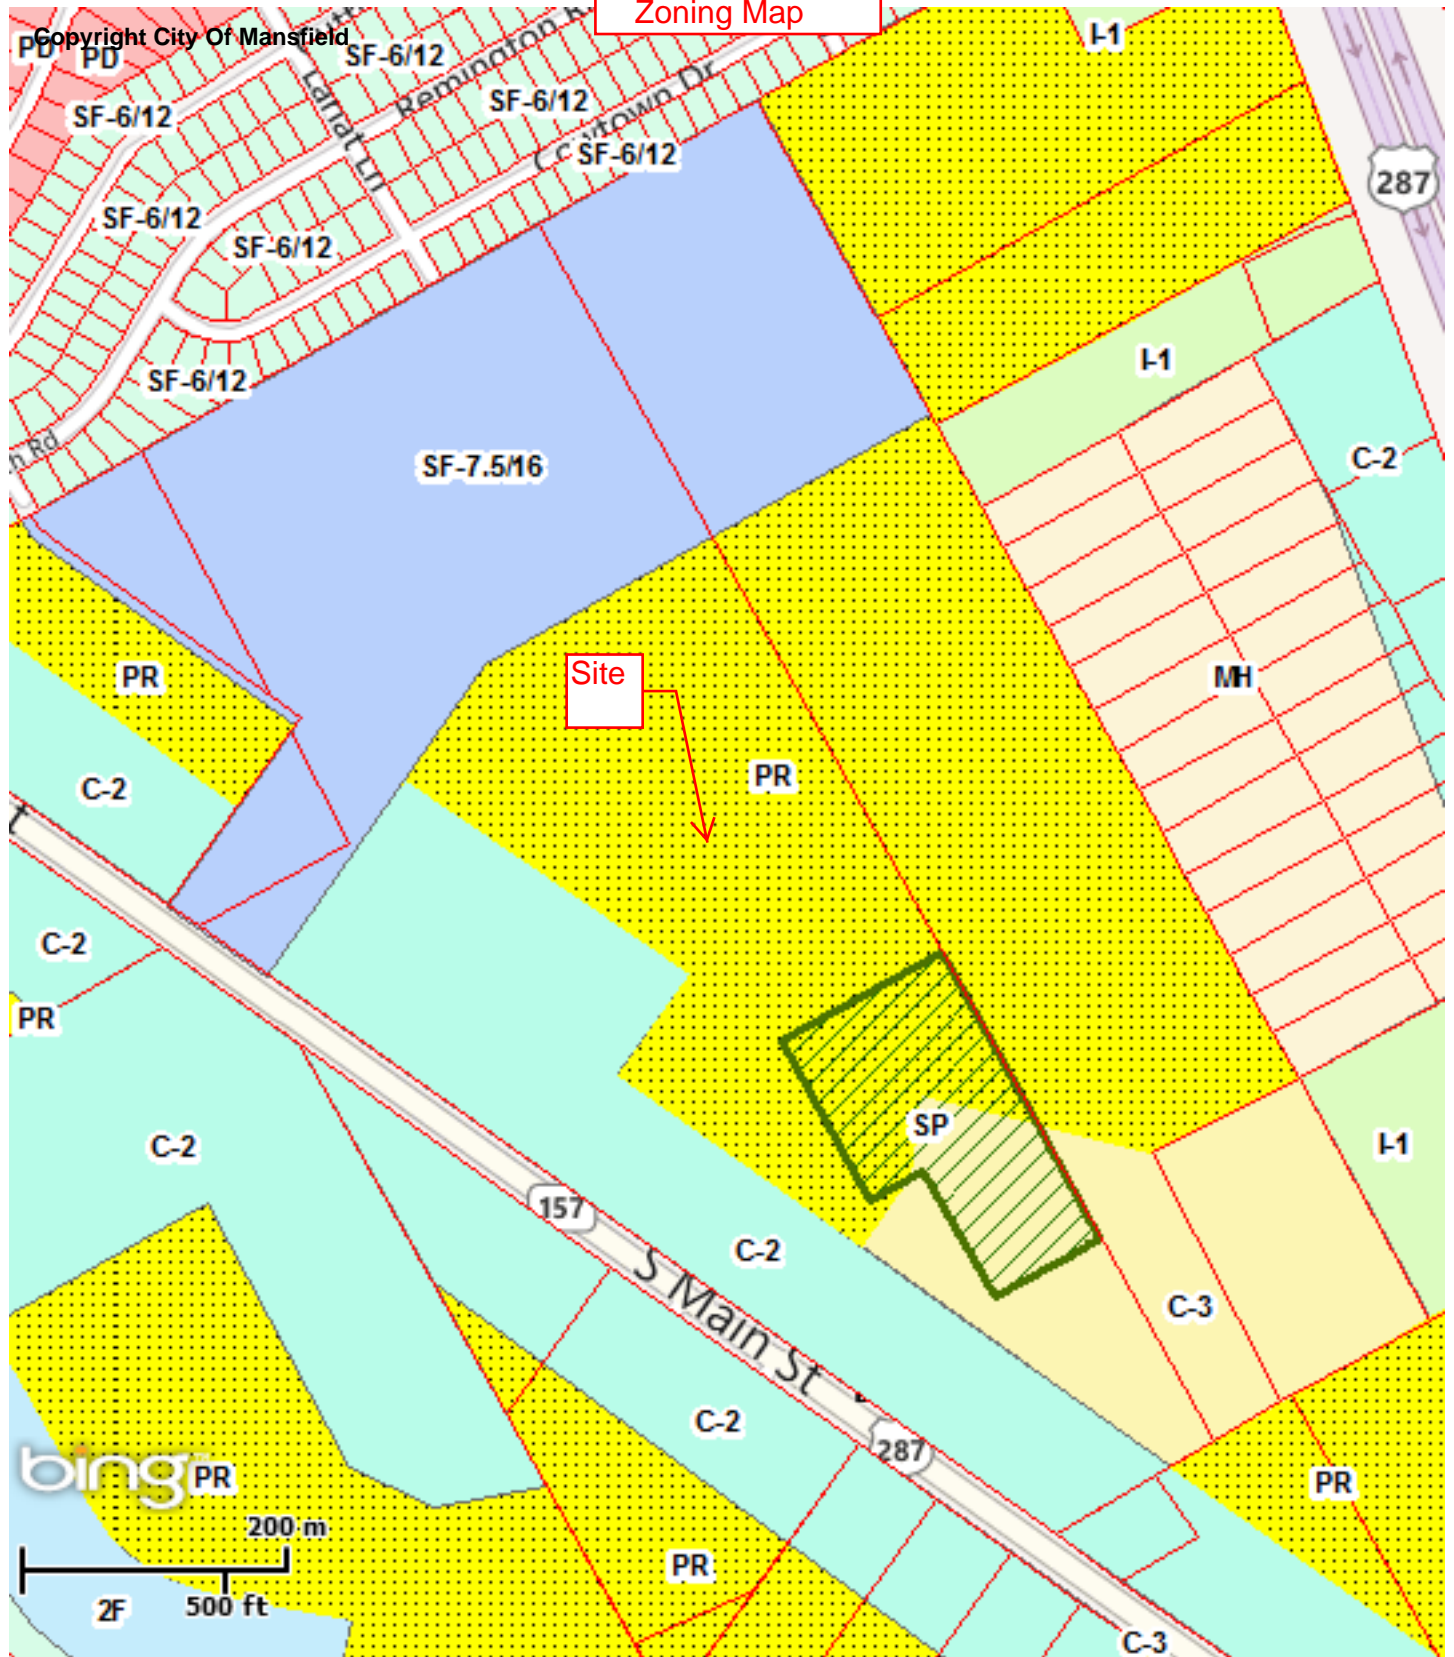 Zoning Map
Copyright City Of Mansfield
I-1
PD
PD
SF-6/12
Remington R
SF-6/12
SF-6/12
Lariat Ln
wtown Dr
SF-6/12
287
SF-6/12
SF-6/12
I-1
SF-6/12
n Rd
C-2
SF-7.5/16
PR
Site
MH
PR
C-2
t
C-2
PR
SP
C-2
I-1
157
C-2
S Main St
C-3
C-2
287
bing
PR
PR
200 m
PR
500 ft
2F
C-3